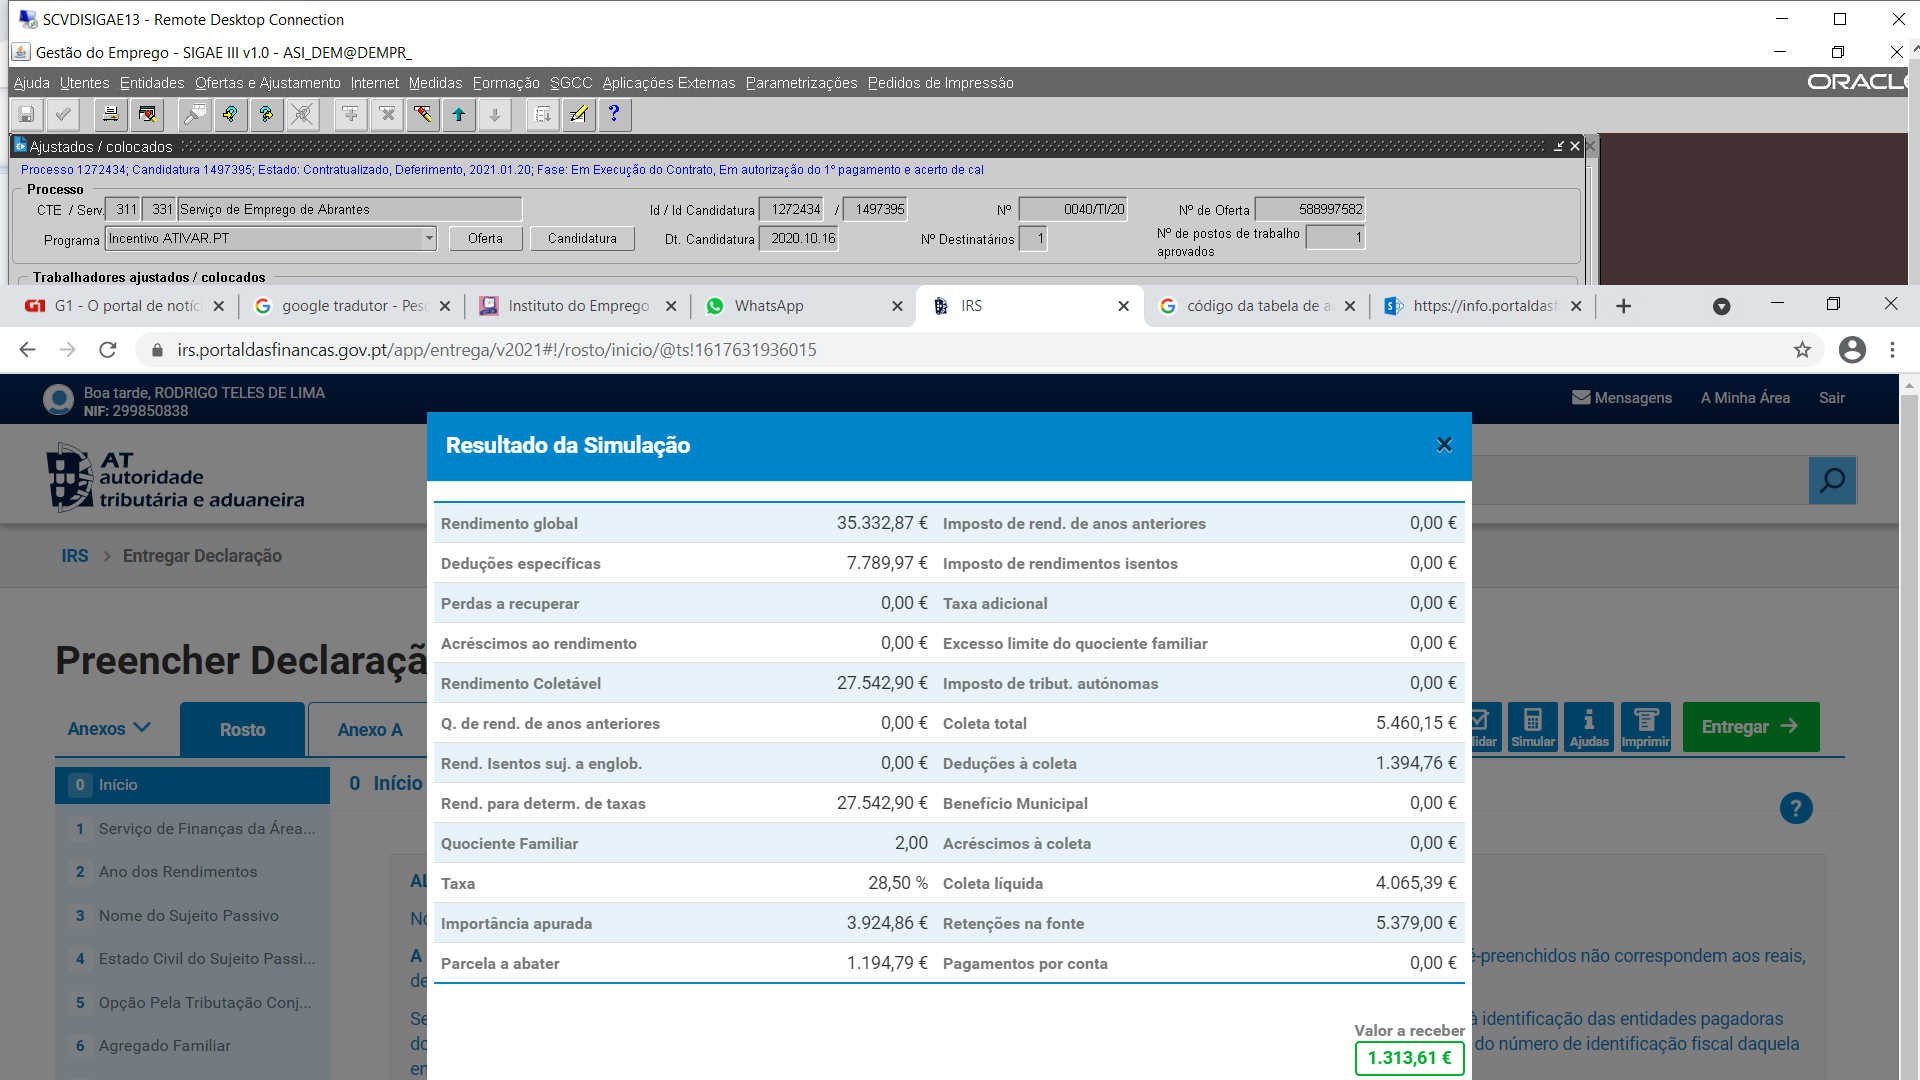 SCVDISIGAE13 - Remote Desktop Connection
Gestão do Emprego - SIGAE III v1.0 - ASI_DEM@DEMPR_
Ajuda Utentes Entidades Ofertas e Ajustamento Internet Medidas Formação SGCC Aplicações Externas Parametrizações Pedidos de Impressão
ORACLE
Ajustados / colocados
Processo 1272434; Candidatura 1497395; Estado: Contratualizado, Deferimento, 2021.01.20; Fase: Em Execução do Contrato, Em autorização do 1º pagamento e acerto de cal
Processo
CTE / Serv. 311 331 Serviço de Emprego de Abrantes Id / Id Candidatura 1272434 / 1497395 Nº 0040/TI/20 Nº de Oferta 588997582
Programa Incentivo ATIVAR.PT Oferta Candidatura Dt. Candidatura 2020.10.16 Nº Destinatários 1 Nº de postos de trabalho aprovados 1
Trabalhadores ajustados / colocados
G1 - O portal de notíc google tradutor - Pes Instituto do Emprego WhatsApp IRS código da tabela de a https://info.portaldasf
irs.portaldasfinancas.gov.pt/app/entrega/v2021#!/rosto/inicio/@ts!1617631936015
Boa tarde, RODRIGO TELES DE LIMA
NIF: 299850838
Mensagens A Minha Área Sair
AT
autoridade
tributária e aduaneira
IRS > Entregar Declaração
Preencher Declaraçã
Anexos Rosto Anexo A
lidar Simular Ajudas Imprimir Entregar
0 Início
1 Serviço de Finanças da Área...
2 Ano dos Rendimentos
3 Nome do Sujeito Passivo
4 Estado Civil do Sujeito Passi...
5 Opção Pela Tributação Conj...
6 Agregado Familiar
0 Início
?
Resultado da Simulação
Rendimento global 35.332,87 € Imposto de rend. de anos anteriores 0,00 €
Deduções específicas 7.789,97 € Imposto de rendimentos isentos 0,00 €
Perdas a recuperar 0,00 € Taxa adicional 0,00 €
Acréscimos ao rendimento 0,00 € Excesso limite do quociente familiar 0,00 €
Rendimento Coletável 27.542,90 € Imposto de tribut. autónomas 0,00 €
Q. de rend. de anos anteriores 0,00 € Coleta total 5.460,15 €
Rend. Isentos suj. a englob. 0,00 € Deduções à coleta 1.394,76 €
Rend. para determ. de taxas 27.542,90 € Benefício Municipal 0,00 €
Quociente Familiar 2,00 Acréscimos à coleta 0,00 €
Taxa 28,50 % Coleta líquida 4.065,39 €
Importância apurada 3.924,86 € Retenções na fonte 5.379,00 €
Parcela a abater 1.194,79 € Pagamentos por conta 0,00 €
Valor a receber
1.313,61 €
é-preenchidos não correspondem aos reais,
de
à identificação das entidades pagadoras
do número de identificação fiscal daquela